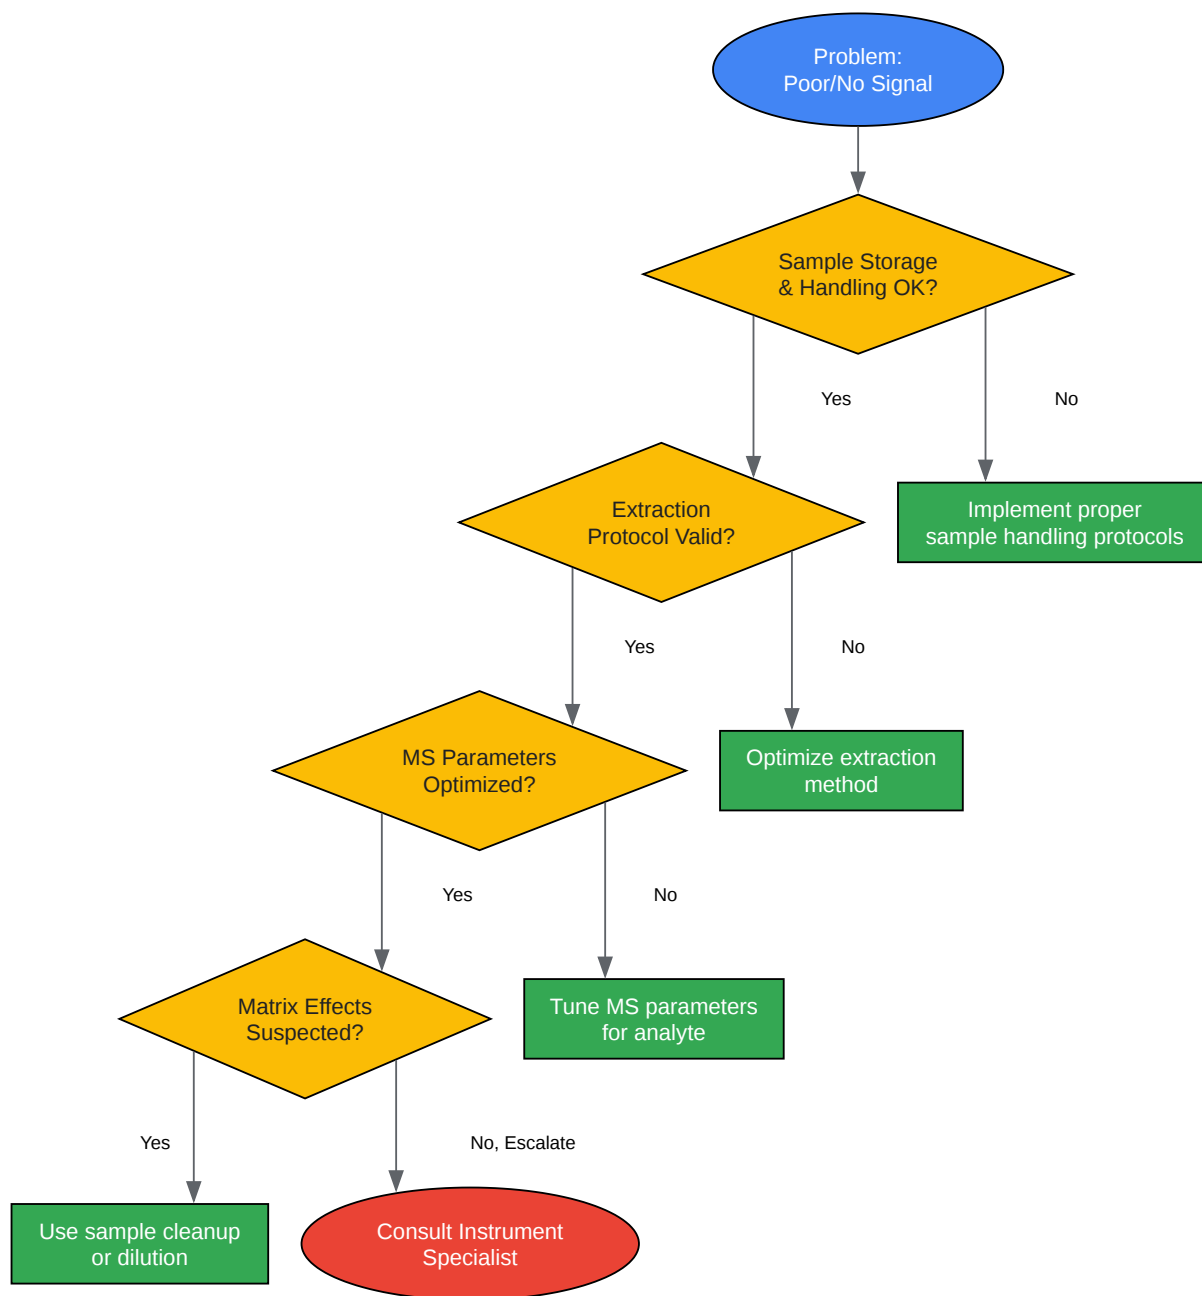 Problem:
Poor/No Signal
Sample Storage
& Handling OK?
Yes
No
Extraction
Protocol Valid?
Implement proper
sample handling protocols
Yes
No
MS Parameters
Optimized?
Optimize extraction
method
Yes
No
Matrix Effects
Suspected?
Tune MS parameters
for analyte
Yes
No, Escalate
Use sample cleanup
or dilution
Consult Instrument
Specialist